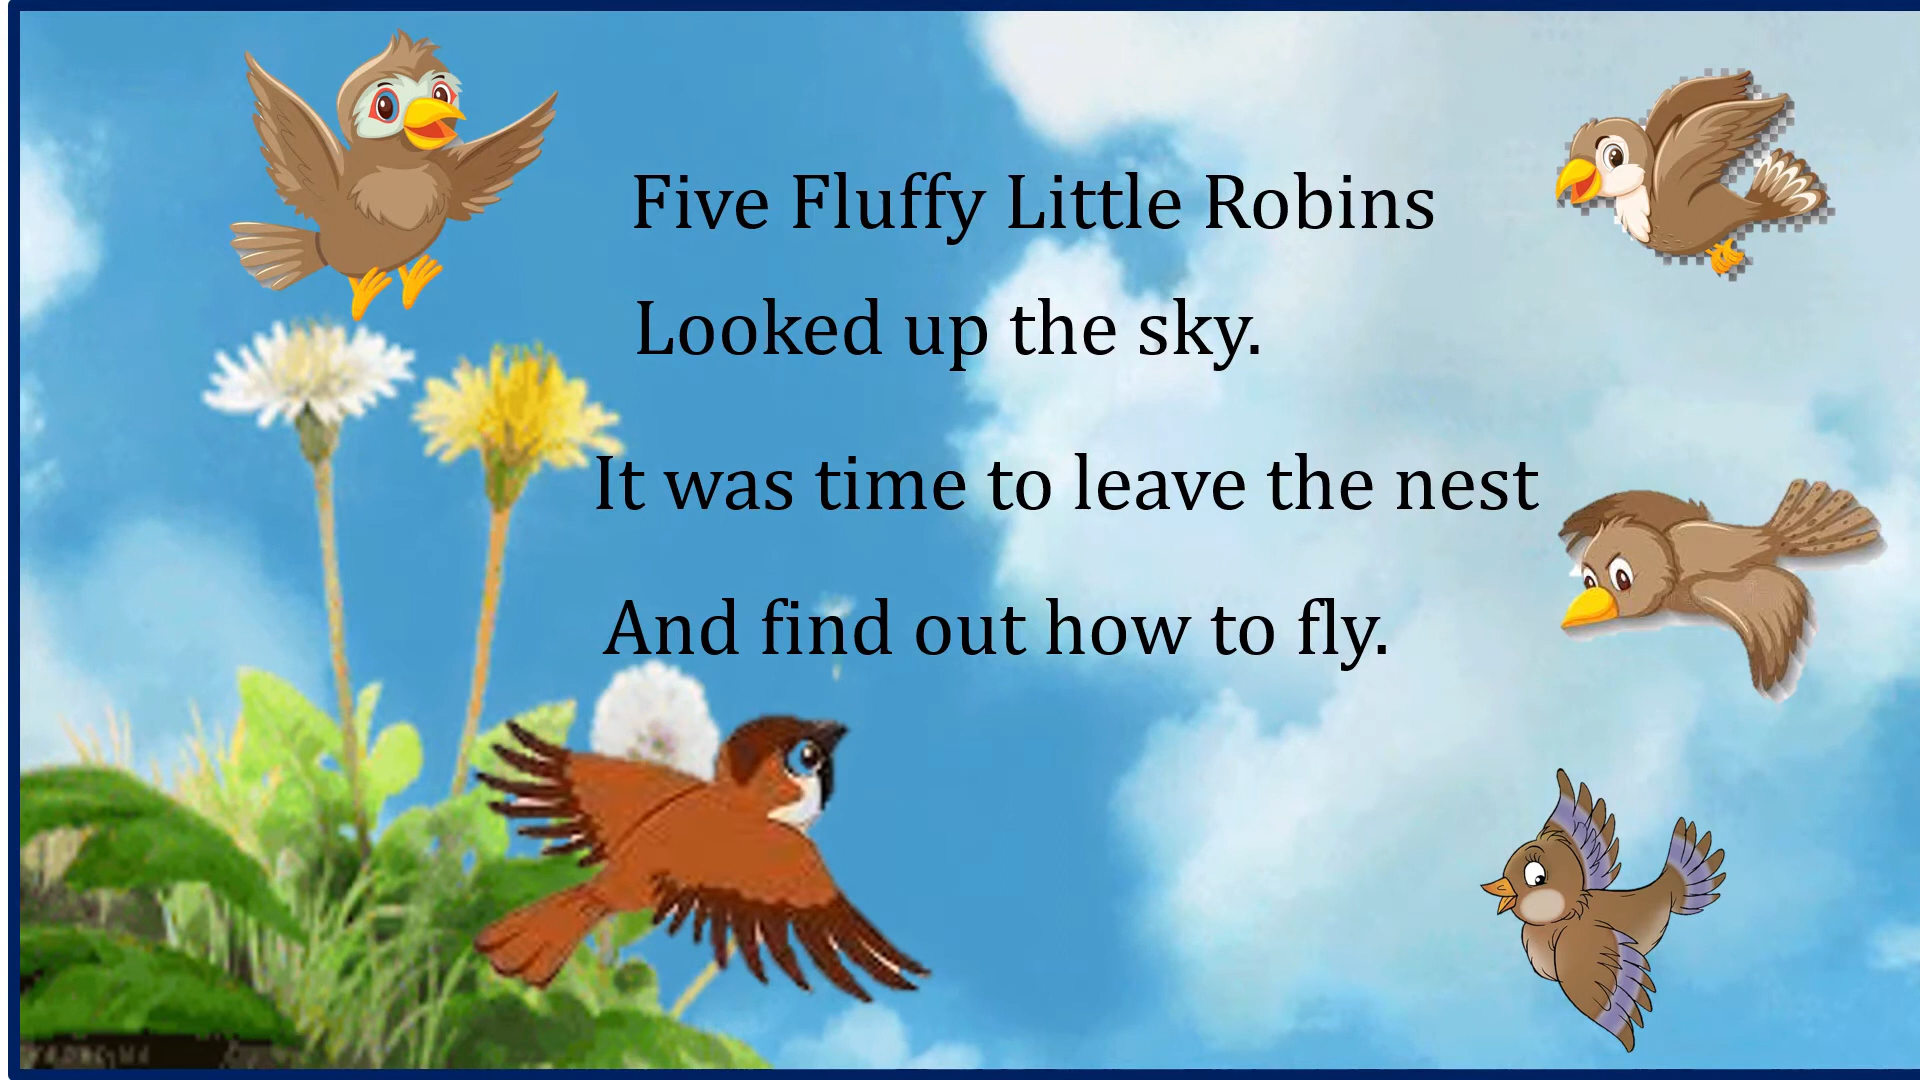 Five Fluffy Little Robins
Looked up the sky.
It was time to leave the nest
And find out how to fly.